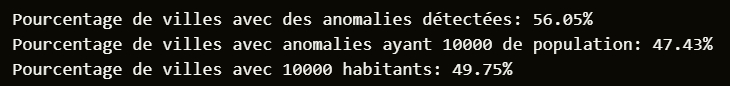 Pourcentage de villes avec des anomalies détectées: 56.05%
Pourcentage de villes avec anomalies ayant 10000 de population: 47.43%
Pourcentage de villes avec 10000 habitants: 49.75%